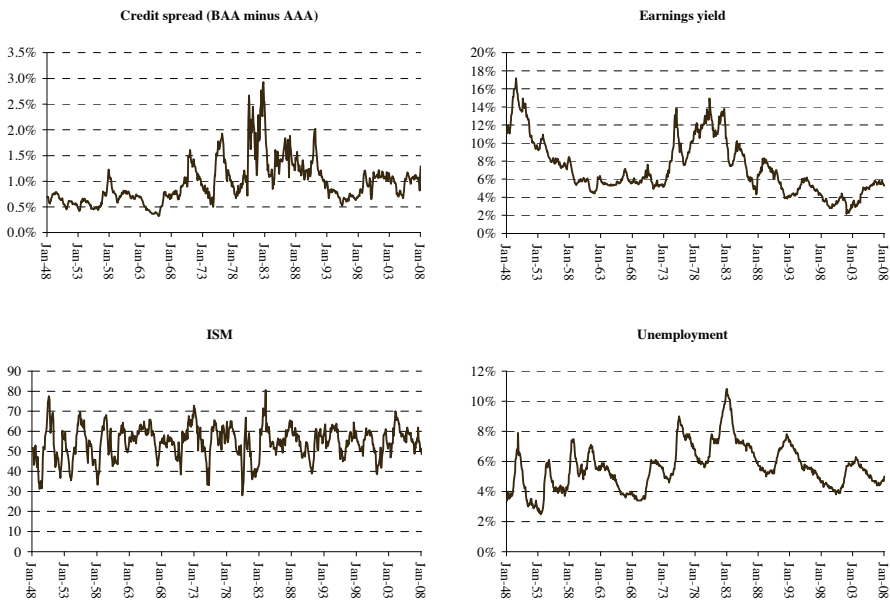 Credit spread (BAA minus AAA)
3.5%
3.0%
2.5%
2.0%
1.5%
1.0%
0.5%
0.0%
Jan-48
Jan-53
Jan-58
Jan-63
Jan-68
Jan-73
Jan-78
Jan-83
Jan-88
Jan-93
Jan-98
Jan-03
Jan-08
Earnings yield
20%
18%
16%
14%
12%
10%
8%
6%
4%
2%
0%
Jan-48
Jan-53
Jan-58
Jan-63
Jan-68
Jan-73
Jan-78
Jan-83
Jan-88
Jan-93
Jan-98
Jan-03
Jan-08
ISM
90
80
70
60
50
40
30
20
10
0
Jan-48
Jan-53
Jan-58
Jan-63
Jan-68
Jan-73
Jan-78
Jan-83
Jan-88
Jan-93
Jan-98
Jan-03
Jan-08
Unemployment
12%
10%
8%
6%
4%
2%
0%
Jan-48
Jan-53
Jan-58
Jan-63
Jan-68
Jan-73
Jan-78
Jan-83
Jan-88
Jan-93
Jan-98
Jan-03
Jan-08